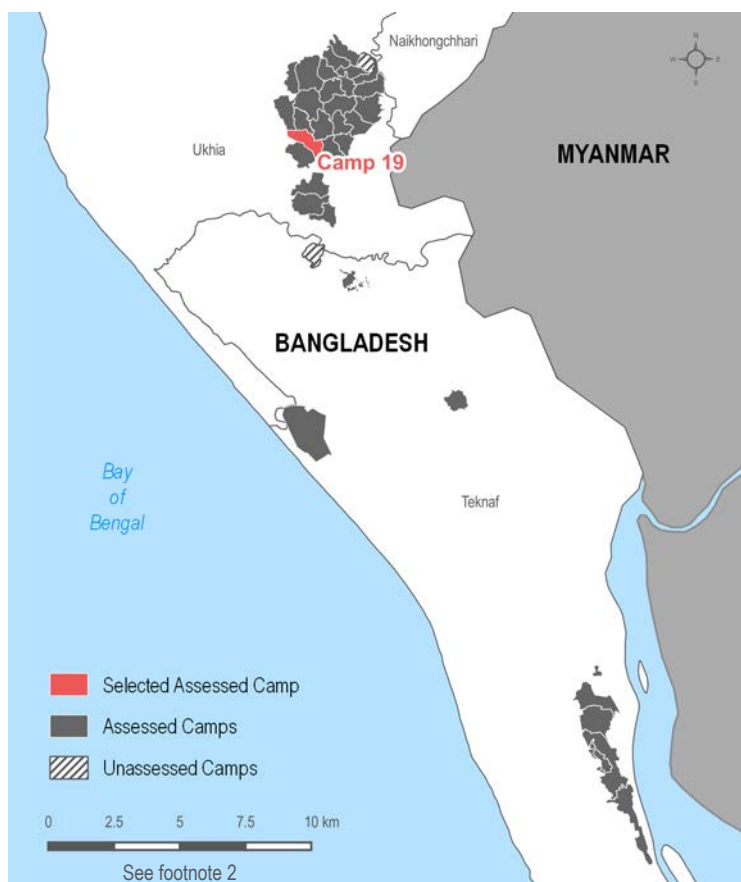 Naikhongchhari
N
W
E
S
Ukhia
Camp 19
MYANMAR
BANGLADESH
Bay
of
Bengal
Teknaf
Selected Assessed Camp
Assessed Camps
Unassessed Camps
0 2.5 5 7.5 10 km
See footnote 2